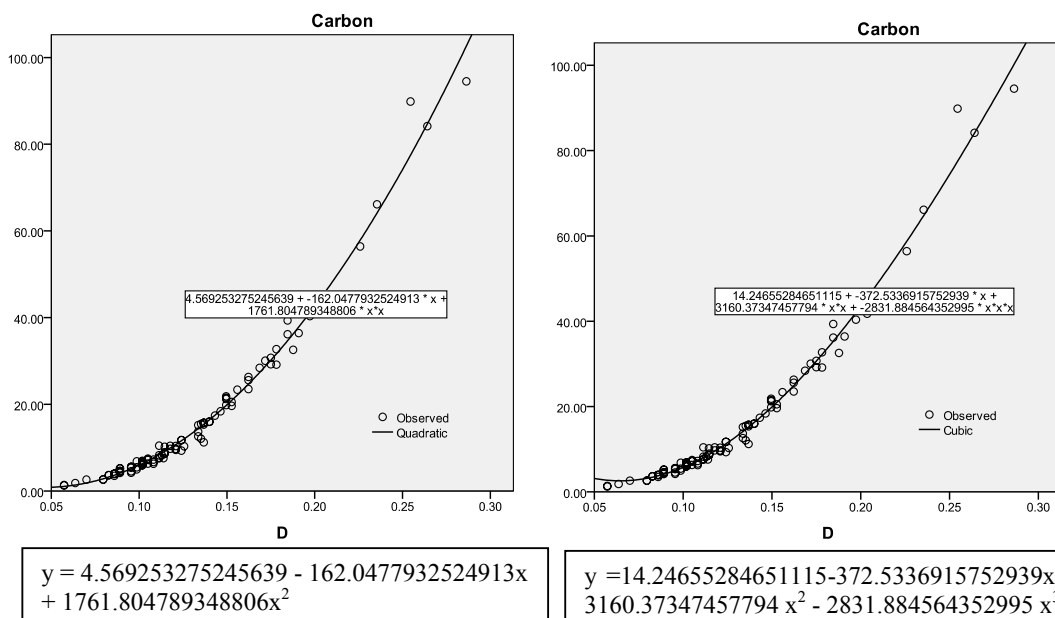 Carbon
100.00
80.00
60.00
40.00
20.00
0.00
4.569253275245639 + -162.0477932524913 * x +
1761.804789348806 * x*x
Observed
Quadratic
0.05 0.10 0.15 0.20 0.25 0.30
D
y = 4.569253275245639 - 162.0477932524913x
+ 1761.804789348806x²
Carbon
100.00
80.00
60.00
40.00
20.00
0.00
14.24655284651115 + -372.5336915752939 * x +
3160.37347457794 * x*x + -2831.884564352995 * x*x*x
Observed
Cubic
0.05 0.10 0.15 0.20 0.25 0.30
D
y =14.24655284651115-372.5336915752939x
3160.37347457794 x² - 2831.884564352995 x³